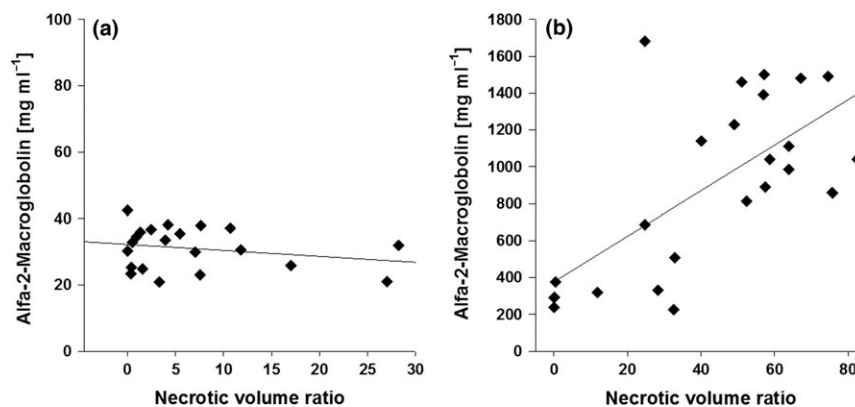 (a)
Alfa-2-Macroglobolin [mg ml⁻¹]
100
80
60
40
20
0
0 5 10 15 20 25 30
Necrotic volume ratio
(b)
Alfa-2-Macroglobolin [mg ml⁻¹]
1800
1600
1400
1200
1000
800
600
400
200
0
0 20 40 60 80
Necrotic volume ratio